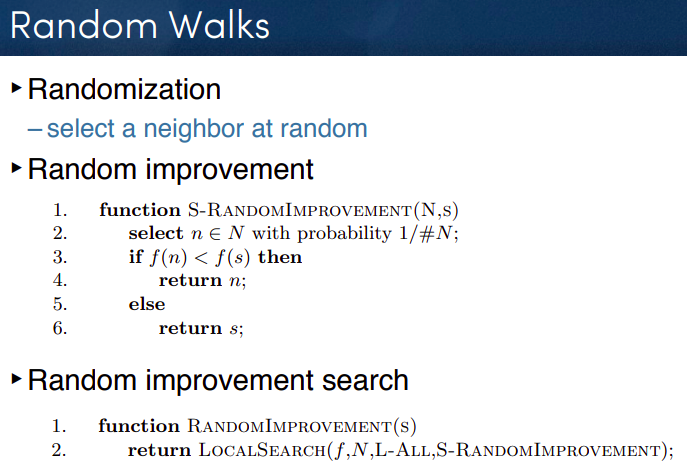 Random Walks
▸Randomization
–select a neighbor at random
▸Random improvement
1. function S-RANDOMIMPROVEMENT(N,S)
2. select n ∈ N with probability 1/#N;
3. if f(n) < f(s) then
4. return n;
5. else
6. return s;
▸Random improvement search
1. function RANDOMIMPROVEMENT(S)
2. return LOCALSEARCH(f,N,L-ALL,S-RANDOMIMPROVEMENT);